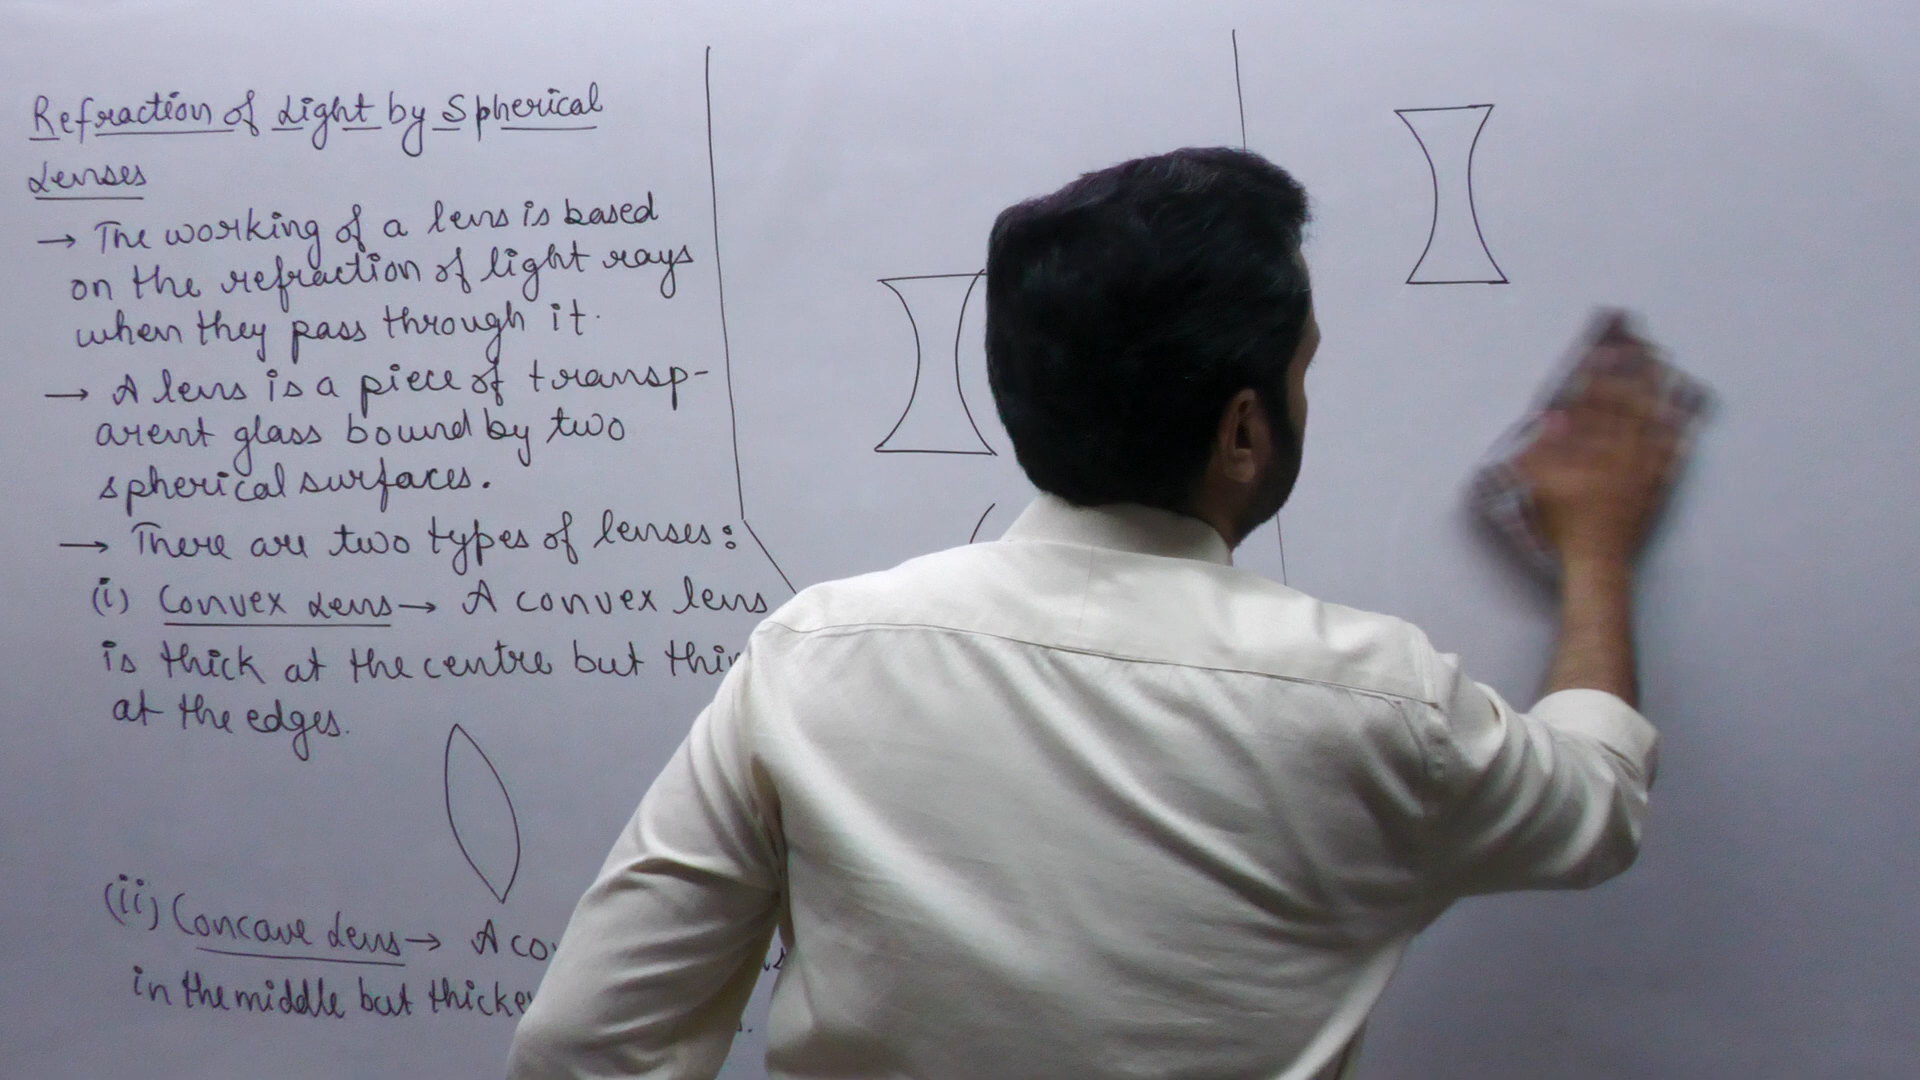 Refraction of Light by Spherical
Lenses
→ The working of a lens is based
on the refraction of light rays
when they pass through it.
→ A lens is a piece of transp-
arent glass bound by two
spherical surfaces.
→ There are two types of lenses:
(i) Convex Lens → A convex lens
is thick at the centre but
at the edges.
(ii) Concave Lens → A
in the middle but